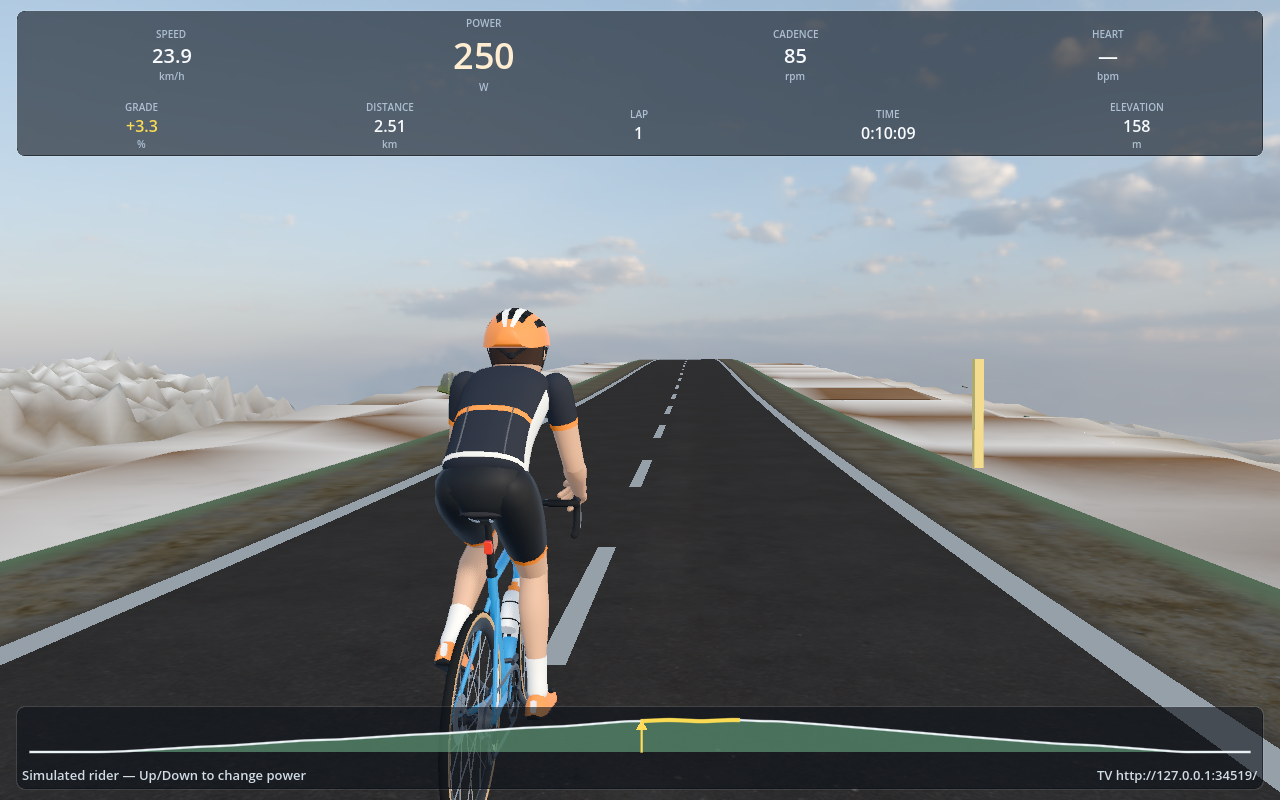 SPEED
23.9
km/h
POWER
250
W
CADENCE
85
rpm
HEART
—
bpm
GRADE
+3.3
%
DISTANCE
2.51
km
LAP
1
TIME
0:10:09
ELEVATION
158
m
Simulated rider — Up/Down to change power
TV http://127.0.0.1:34519/